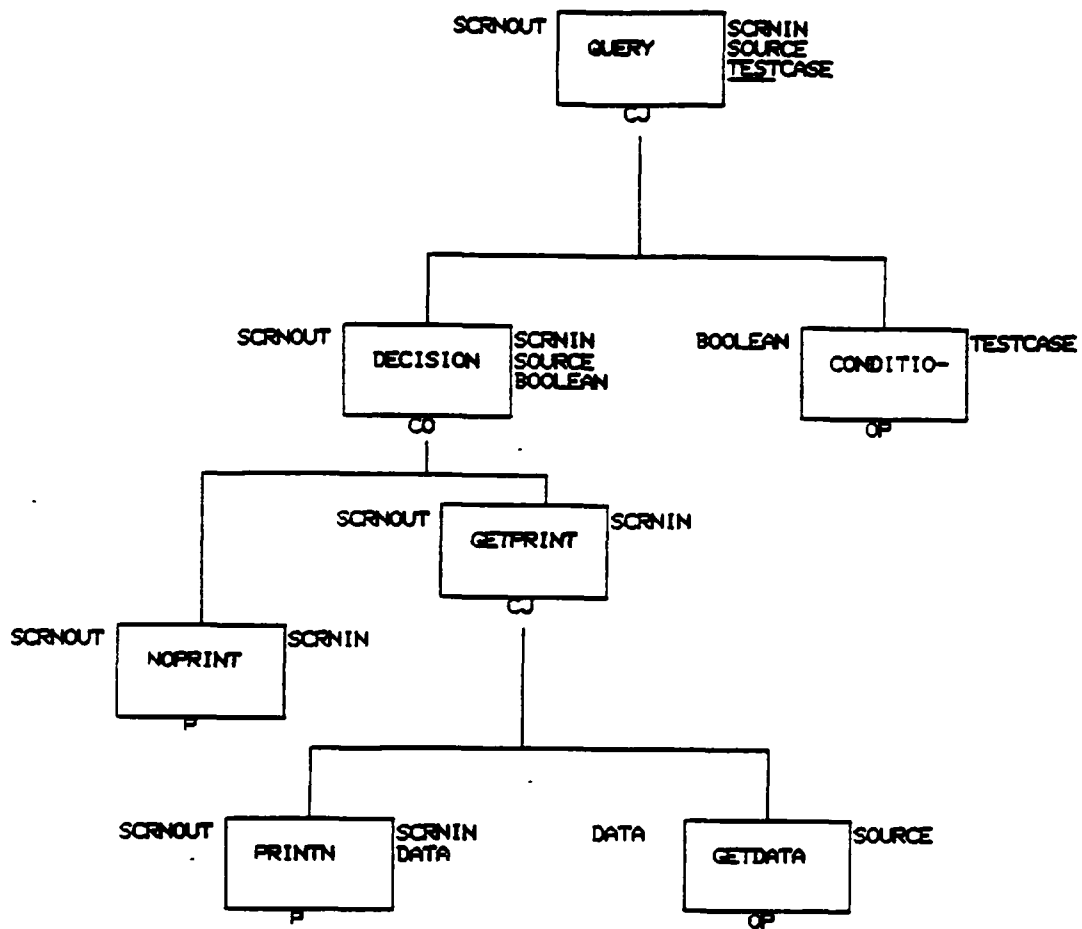 SCRNOUT
QUERY
SCRNIN
SOURCE
TESTCASE
CJ
SCRNOUT
DECISION
SCRNIN
SOURCE
BOOLEAN
CO
BOOLEAN
CONDITIO-
TESTCASE
OP
SCRNOUT
GETPRINT
SCRNIN
CJ
SCRNOUT
NOPRINT
SCRNIN
P
SCRNOUT
PRINTN
SCRNIN
DATA
P
DATA
GETDATA
SOURCE
OP